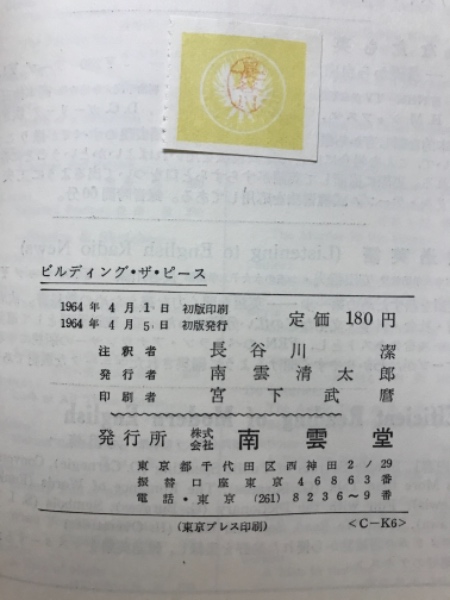 ビルディング・ザ・ピース
1964年4月1日 初版印刷
1964年4月5日 初版発行
定価 180円
注釈者 長谷川潔
発行者 南雲清太郎
印刷者 宮下武麿
発行所 株式会社 南雲堂
東京都千代田区西神田2ノ29
振替口座東京46863番
電話・東京(261)8236〜9番
(東京プレス印刷) <C-K6>